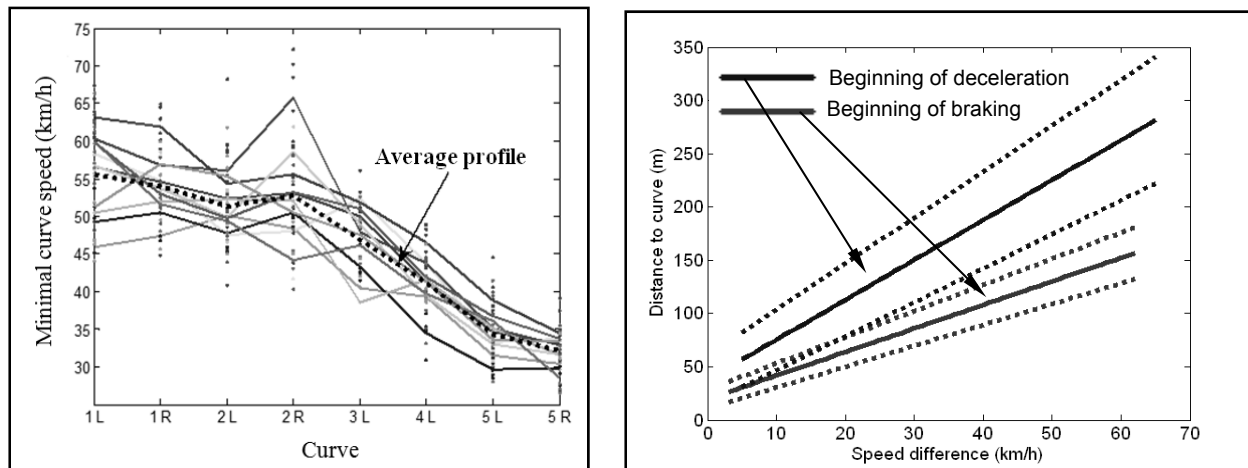 75
70
65
60
55
50
45
40
35
30
1 L 1 R 2 L 2 R 3 L 4 L 5 L 5 R
Minimal curve speed (km/h)
Curve
Average profile
350
300
250
200
150
100
50
0
0 10 20 30 40 50 60 70
Distance to curve (m)
Speed difference (km/h)
Beginning of deceleration
Beginning of braking